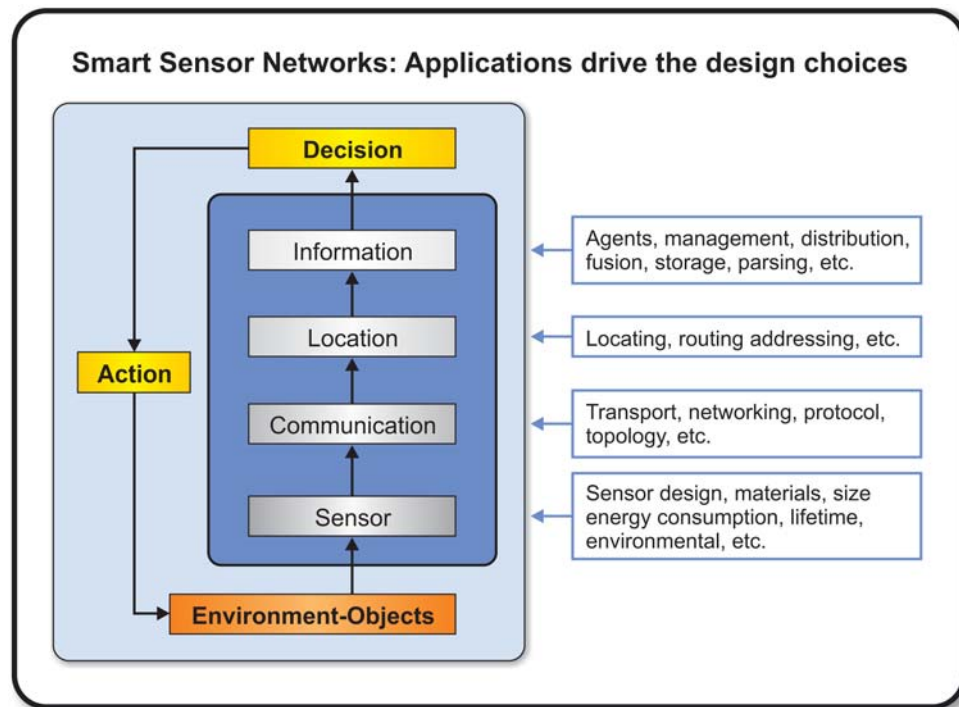 Smart Sensor Networks: Applications drive the design choices
Decision
Information
Agents, management, distribution,
fusion, storage, parsing, etc.
Location
Locating, routing addressing, etc.
Action
Communication
Transport, networking, protocol,
topology, etc.
Sensor
Sensor design, materials, size
energy consumption, lifetime,
environmental, etc.
Environment-Objects